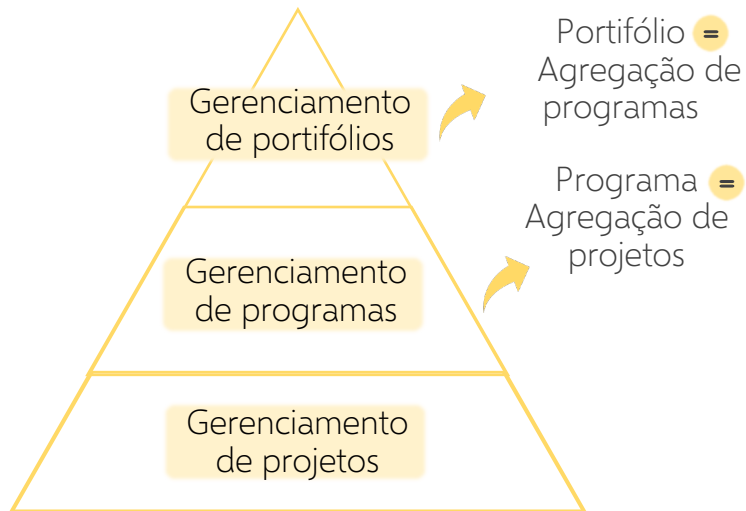 Gerenciamento
de portifólios
Portifólio =
Agregação de
programas
Gerenciamento
de programas
Programa =
Agregação de
projetos
Gerenciamento
de projetos